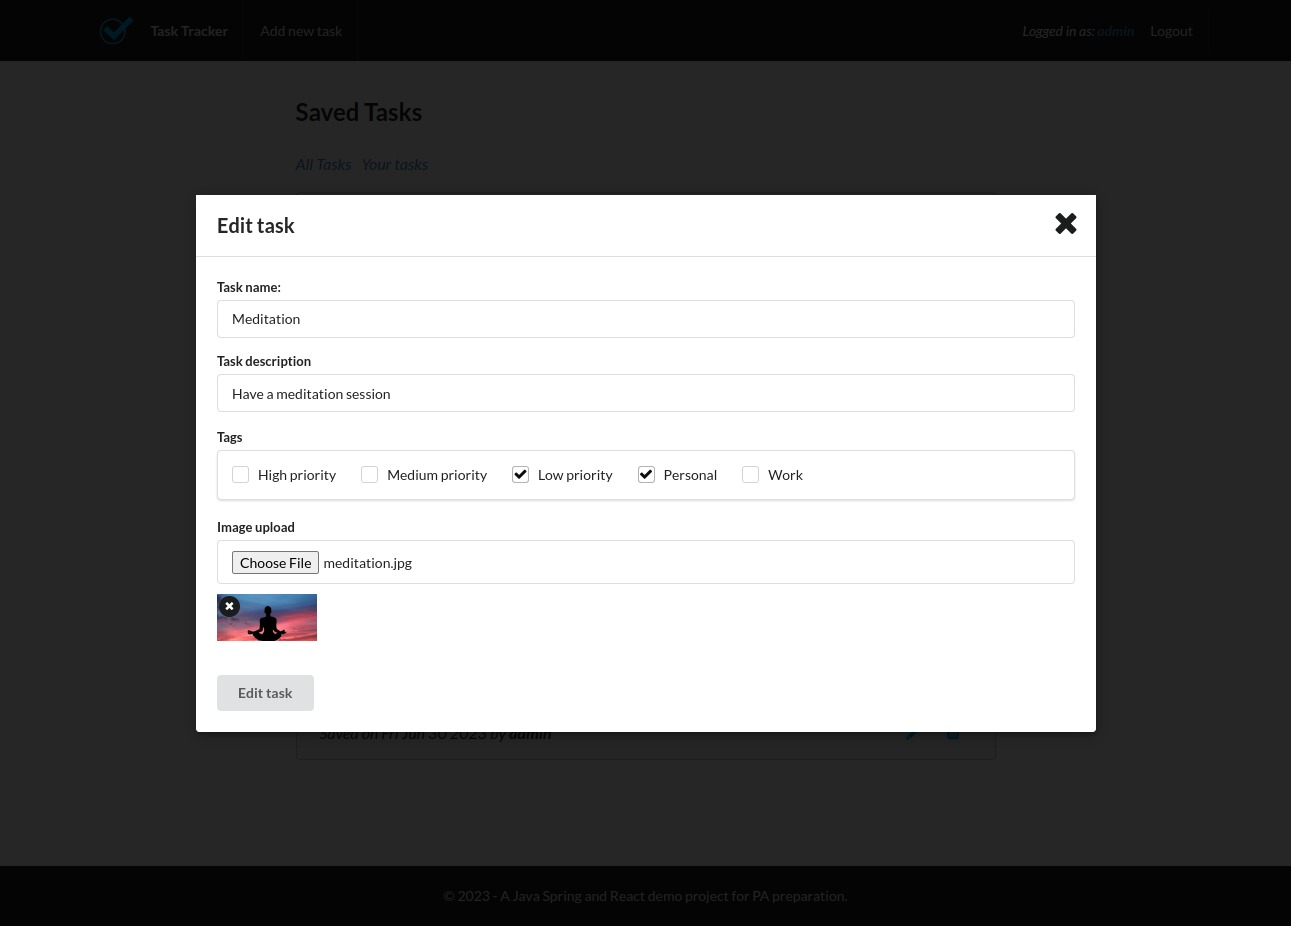 Task Tracker
Add new task
Logged in as: admin
Logout
Saved Tasks
All Tasks Your tasks
Edit task
Task name:
Meditation
Task description
Have a meditation session
Tags
High priority Medium priority Low priority Personal Work
Image upload
Choose File meditation.jpg
Edit task
Saved on Fri Jun 30 2023 by admin
© 2023 - A Java Spring and React demo project for PA preparation.